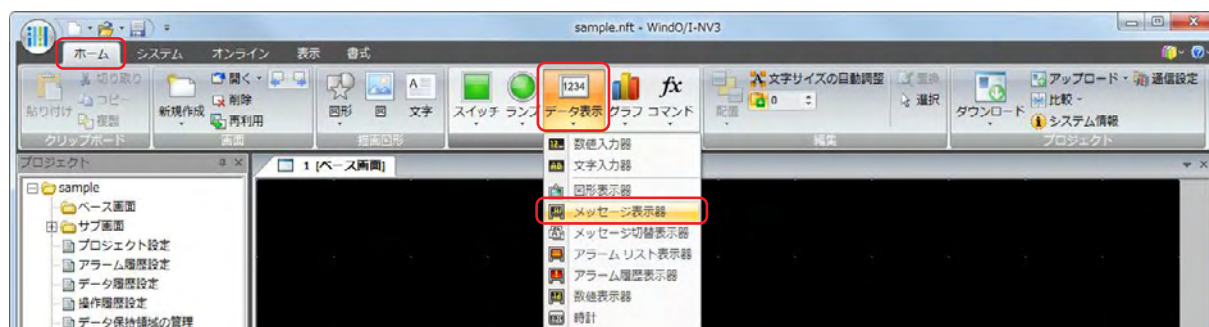 sample.nft - WindO/I-NV3
ホーム システム オンライン 表示 書式
貼り付け 切り取り コピー 複製
クリップボード
新規作成 開く 削除 再利用
画面
図形 図 文字
描画図形
スイッチ ランプ データ表示 グラフ コマンド
1234
fx
配置 文字サイズの自動調整 0 置換 選択
編集
ダウンロード アップロード 通信設定 比較 システム情報
プロジェクト
数値入力器
文字入力器
図形表示器
メッセージ表示器
メッセージ切替表示器
アラーム リスト表示器
アラーム履歴表示器
数値表示器
時計
プロジェクト
1 [ベース画面]
sample
ベース画面
サブ画面
プロジェクト設定
アラーム履歴設定
データ履歴設定
操作履歴設定
データ保持領域の管理